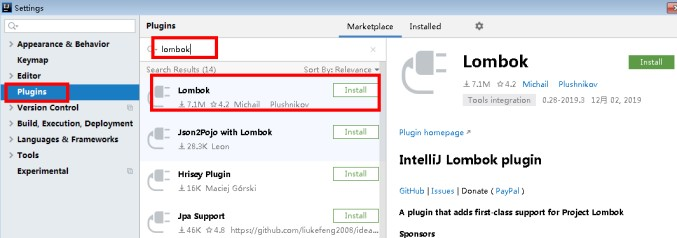 Settings
Appearance & Behavior
Keymap
Editor
Plugins
Version Control
Build, Execution, Deployment
Languages & Frameworks
Tools
Experimental
Plugins
Marketplace
Installed
lombok
Search Results (14)
Sort By: Relevance
Lombok
Install
7.1M 4.2 Michail Plushnikov
Json2Pojo with Lombok
Install
28.3K Leon
Hrisey Plugin
Install
16K Maciej Górski
Jpa Support
Install
46K 4.8 https://github.com/liukefeng2008/idea...
Lombok
Install
7.1M 4.2 Michail Plushnikov
Tools integration 0.28-2019.3 12月 02, 2019
Plugin homepage
IntelliJ Lombok plugin
GitHub | Issues | Donate ( PayPal )
A plugin that adds first-class support for Project Lombok
Sponsors